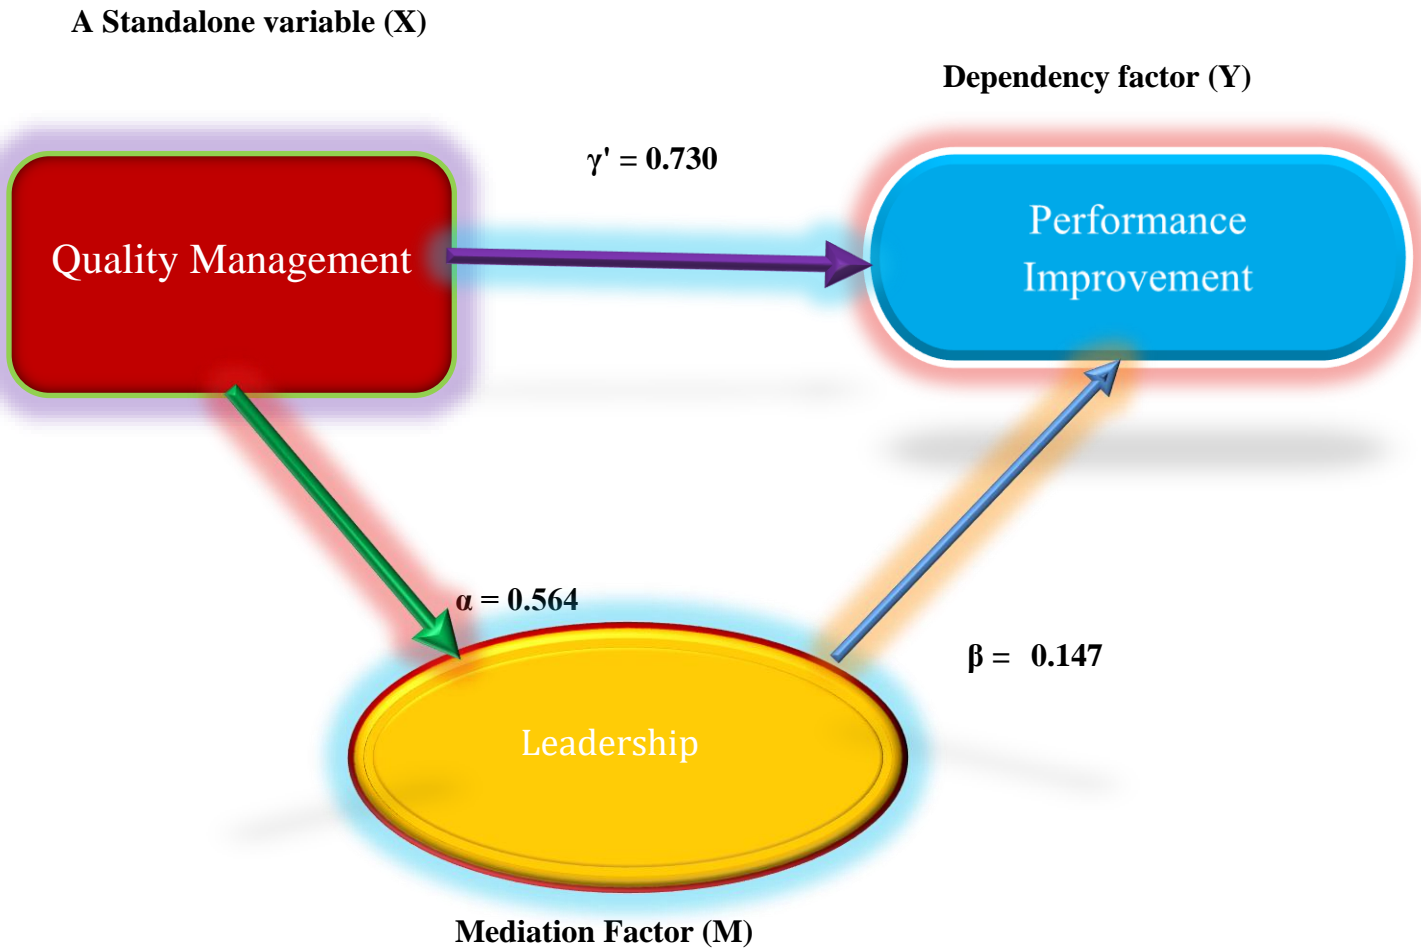 A Standalone variable (X)
Dependency factor (Y)
γ' = 0.730
Quality Management
Performance
Improvement
α = 0.564
β = 0.147
Leadership
Mediation Factor (M)